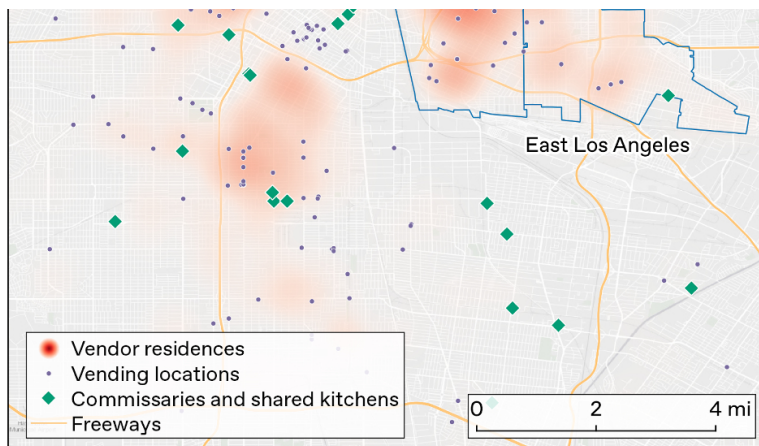 East Los Angeles
Vendor residences
Vending locations
Commissaries and shared kitchens
Freeways
0 2 4 mi